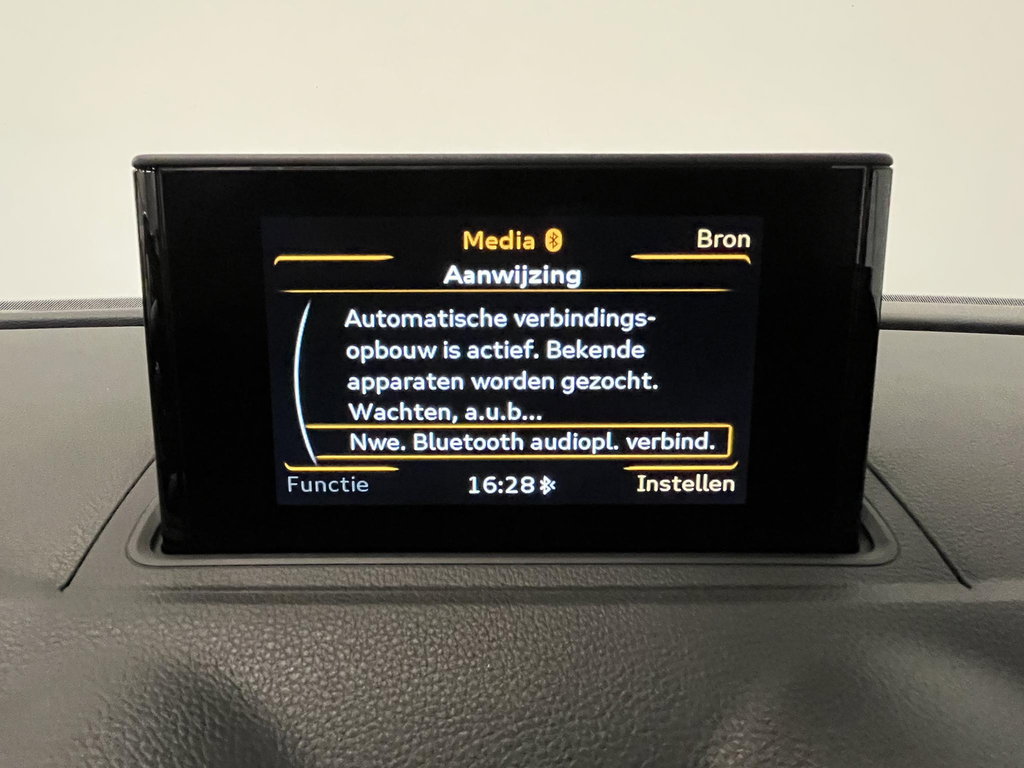 Media
Bron
Aanwijzing
Automatische verbindings-
opbouw is actief. Bekende
apparaten worden gezocht.
Wachten, a.u.b...
Nwe. Bluetooth audiopl. verbind.
Functie
16:28
Instellen